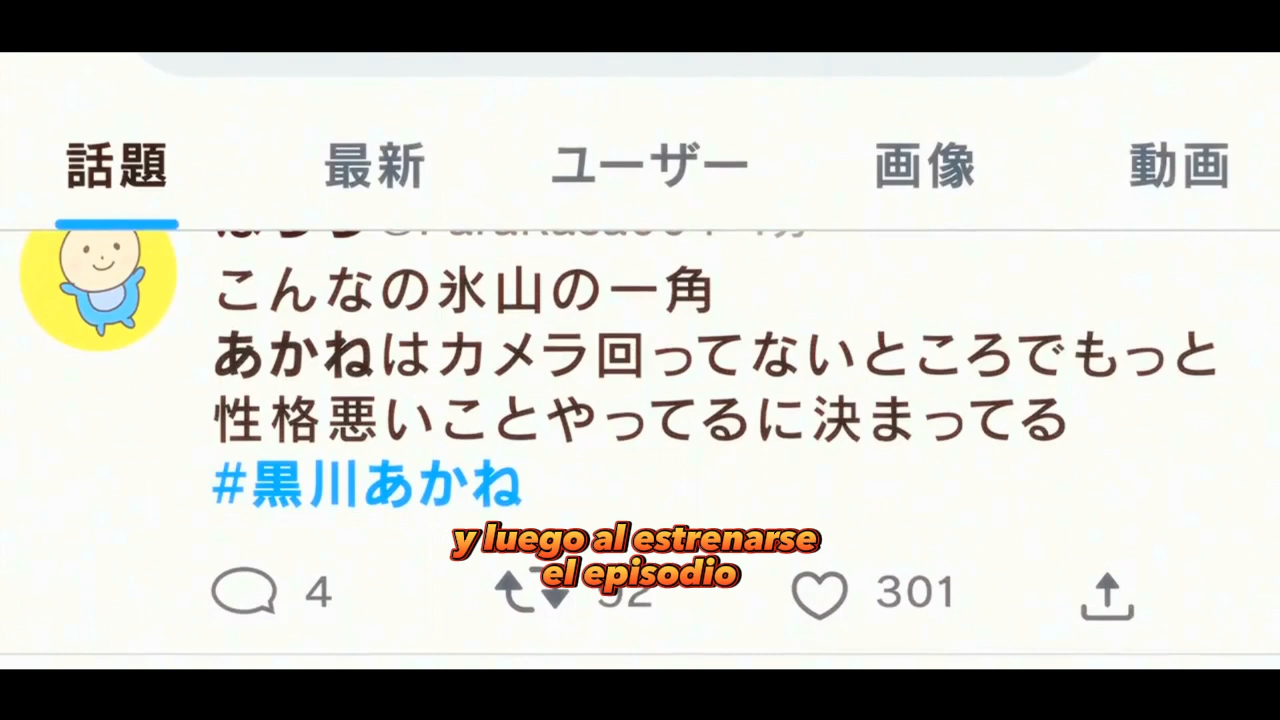 話題 最新 ユーザー 画像 動画
こんなの氷山の一角
あかねはカメラ回ってないところでもっと
性格悪いことやってるに決まってる
#黒川あかね
y luego al estrenarse
el episodio
4 92 301